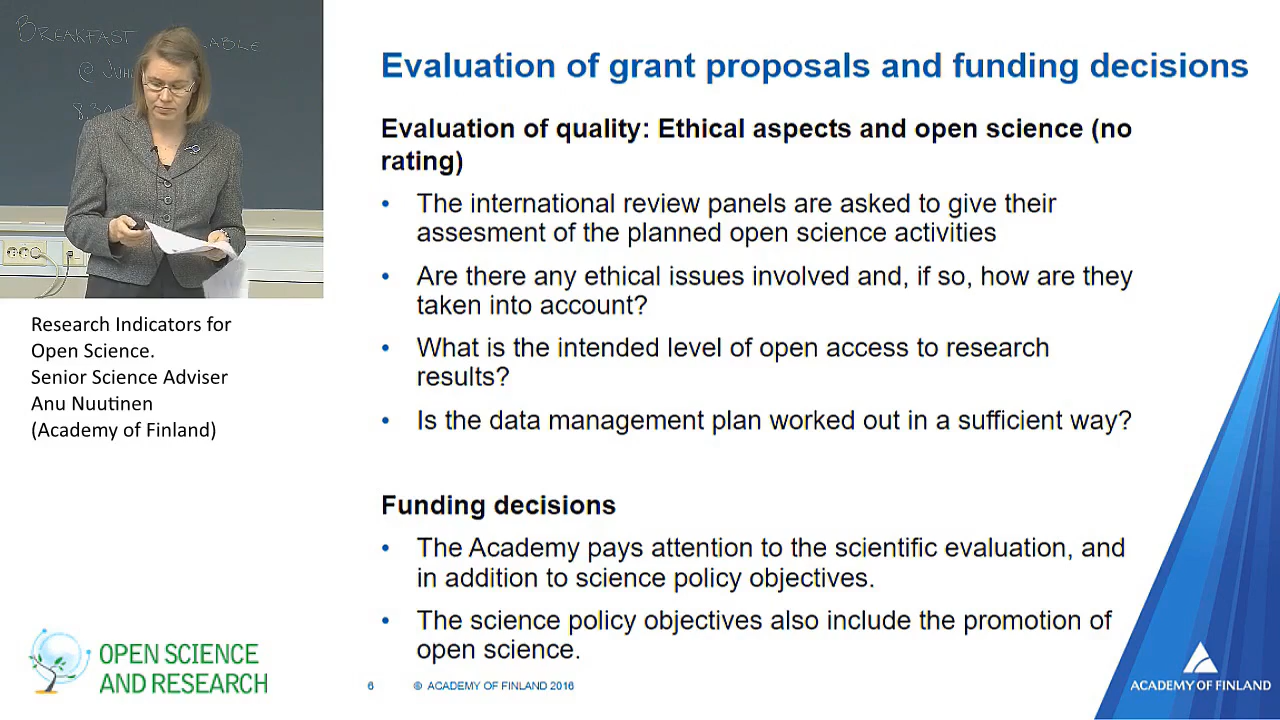 BREAKFAST
@
8.30
Research Indicators for
Open Science.
Senior Science Adviser
Anu Nuutinen
(Academy of Finland)
OPEN SCIENCE
AND RESEARCH
Evaluation of grant proposals and funding decisions
Evaluation of quality: Ethical aspects and open science (no
rating)
• The international review panels are asked to give their
assesment of the planned open science activities
• Are there any ethical issues involved and, if so, how are they
taken into account?
• What is the intended level of open access to research
results?
• Is the data management plan worked out in a sufficient way?
Funding decisions
• The Academy pays attention to the scientific evaluation, and
in addition to science policy objectives.
• The science policy objectives also include the promotion of
open science.
6 © ACADEMY OF FINLAND 2016
ACADEMY OF FINLAND